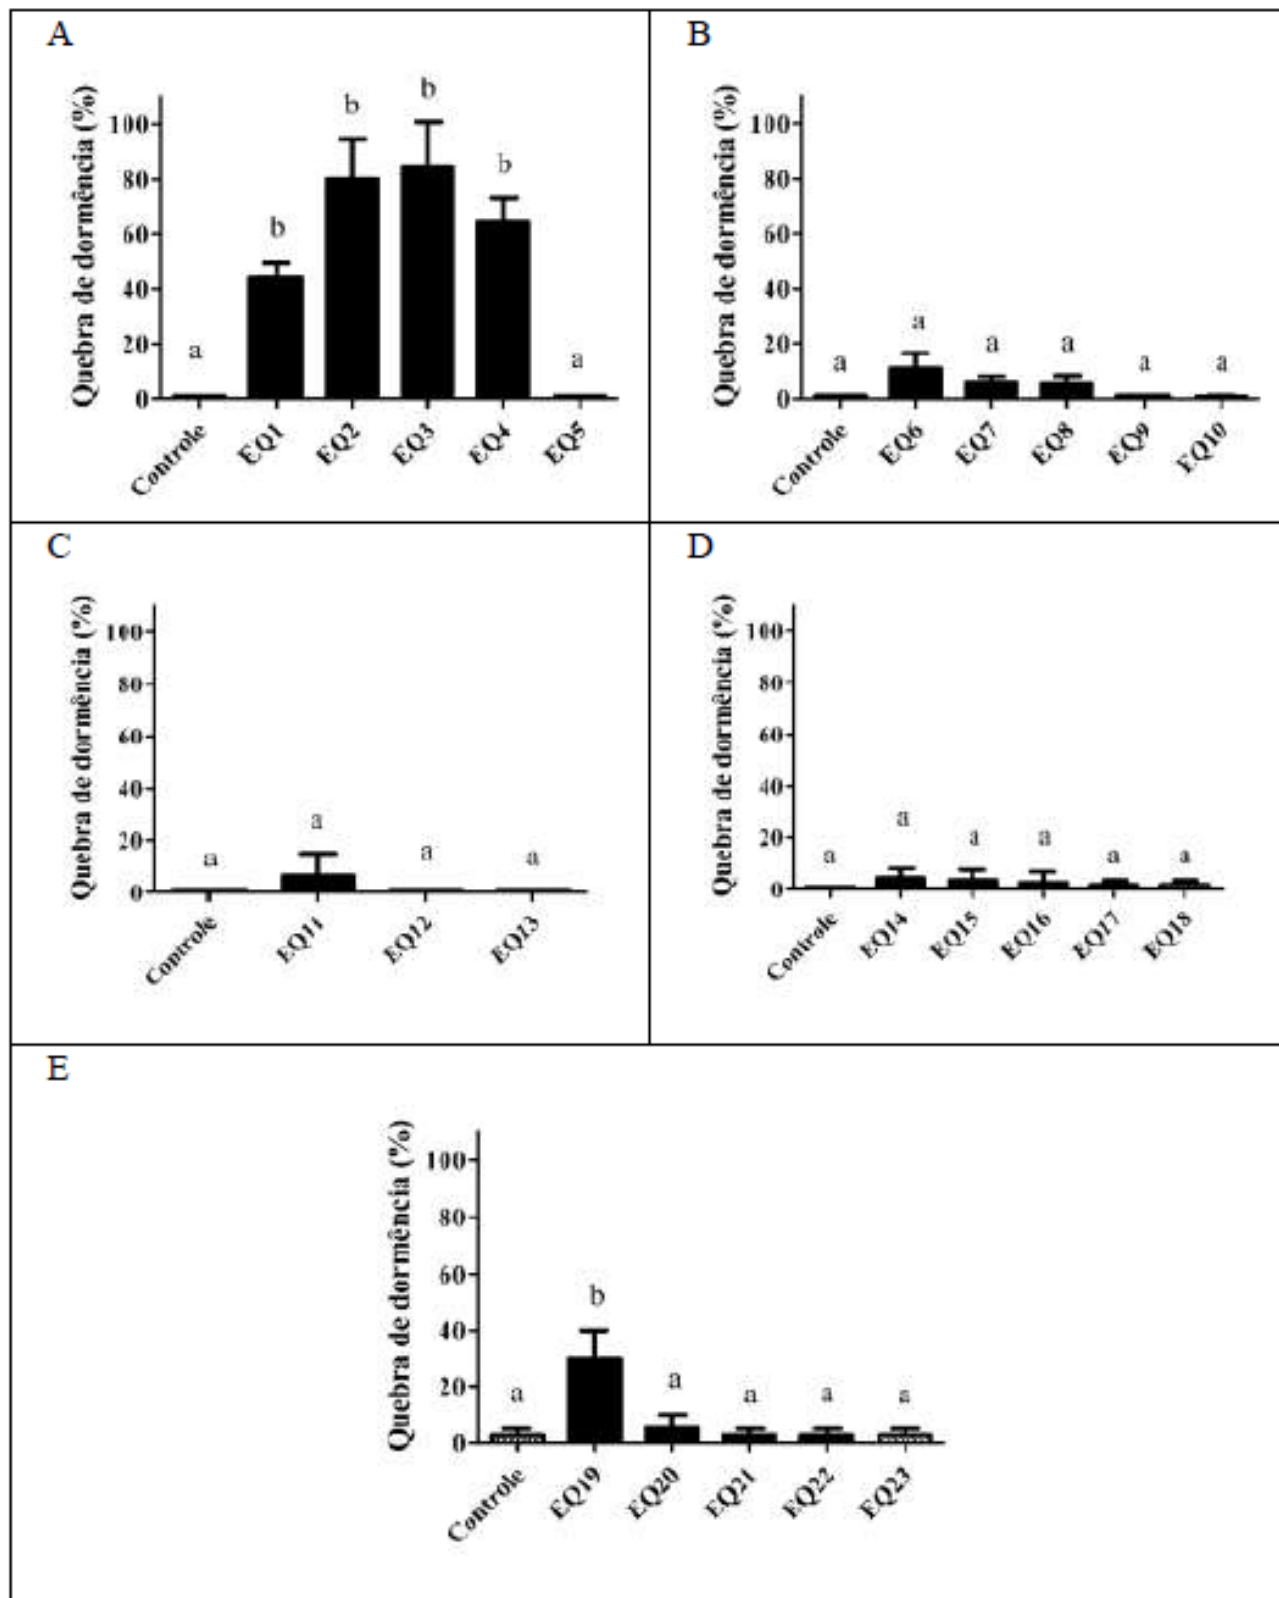 A
Quebra de dormência (%)
100
80
60
40
20
0
a
b
b
b
b
a
Controle
EQ1
EQ2
EQ3
EQ4
EQ5
B
Quebra de dormência (%)
100
80
60
40
20
0
a
a
a
a
a
a
Controle
EQ6
EQ7
EQ8
EQ9
EQ10
C
Quebra de dormência (%)
100
80
60
40
20
0
a
a
a
a
Controle
EQ11
EQ12
EQ13
D
Quebra de dormência (%)
100
80
60
40
20
0
a
a
a
a
a
a
Controle
EQ14
EQ15
EQ16
EQ17
EQ18
E
Quebra de dormência (%)
100
80
60
40
20
0
a
b
a
a
a
a
Controle
EQ19
EQ20
EQ21
EQ22
EQ23